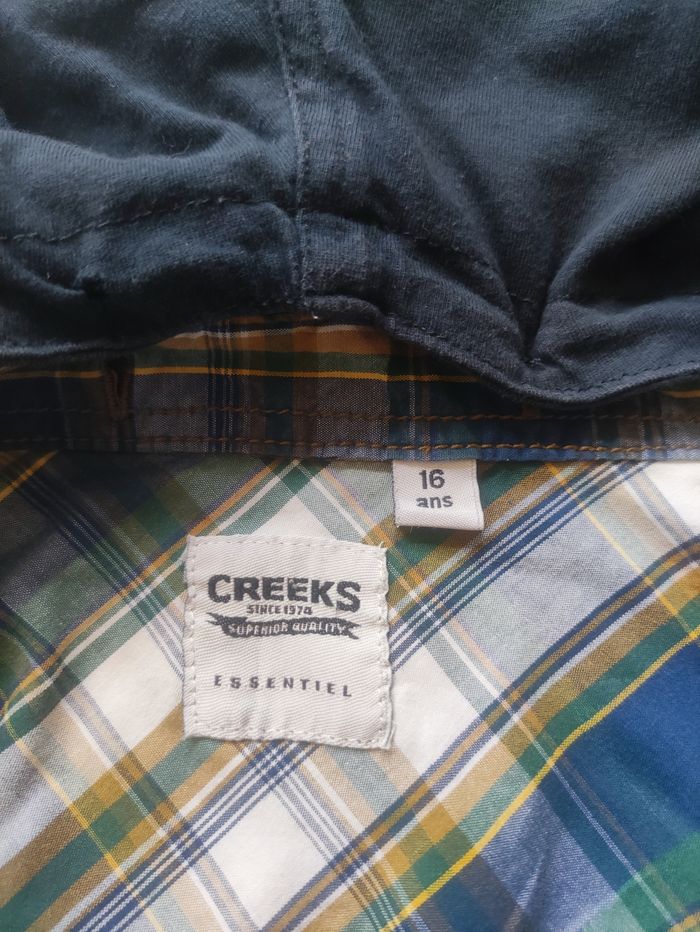 16
ans
CREEKS
SINCE 1974
SUPERIOR QUALITY
ESSENTIEL